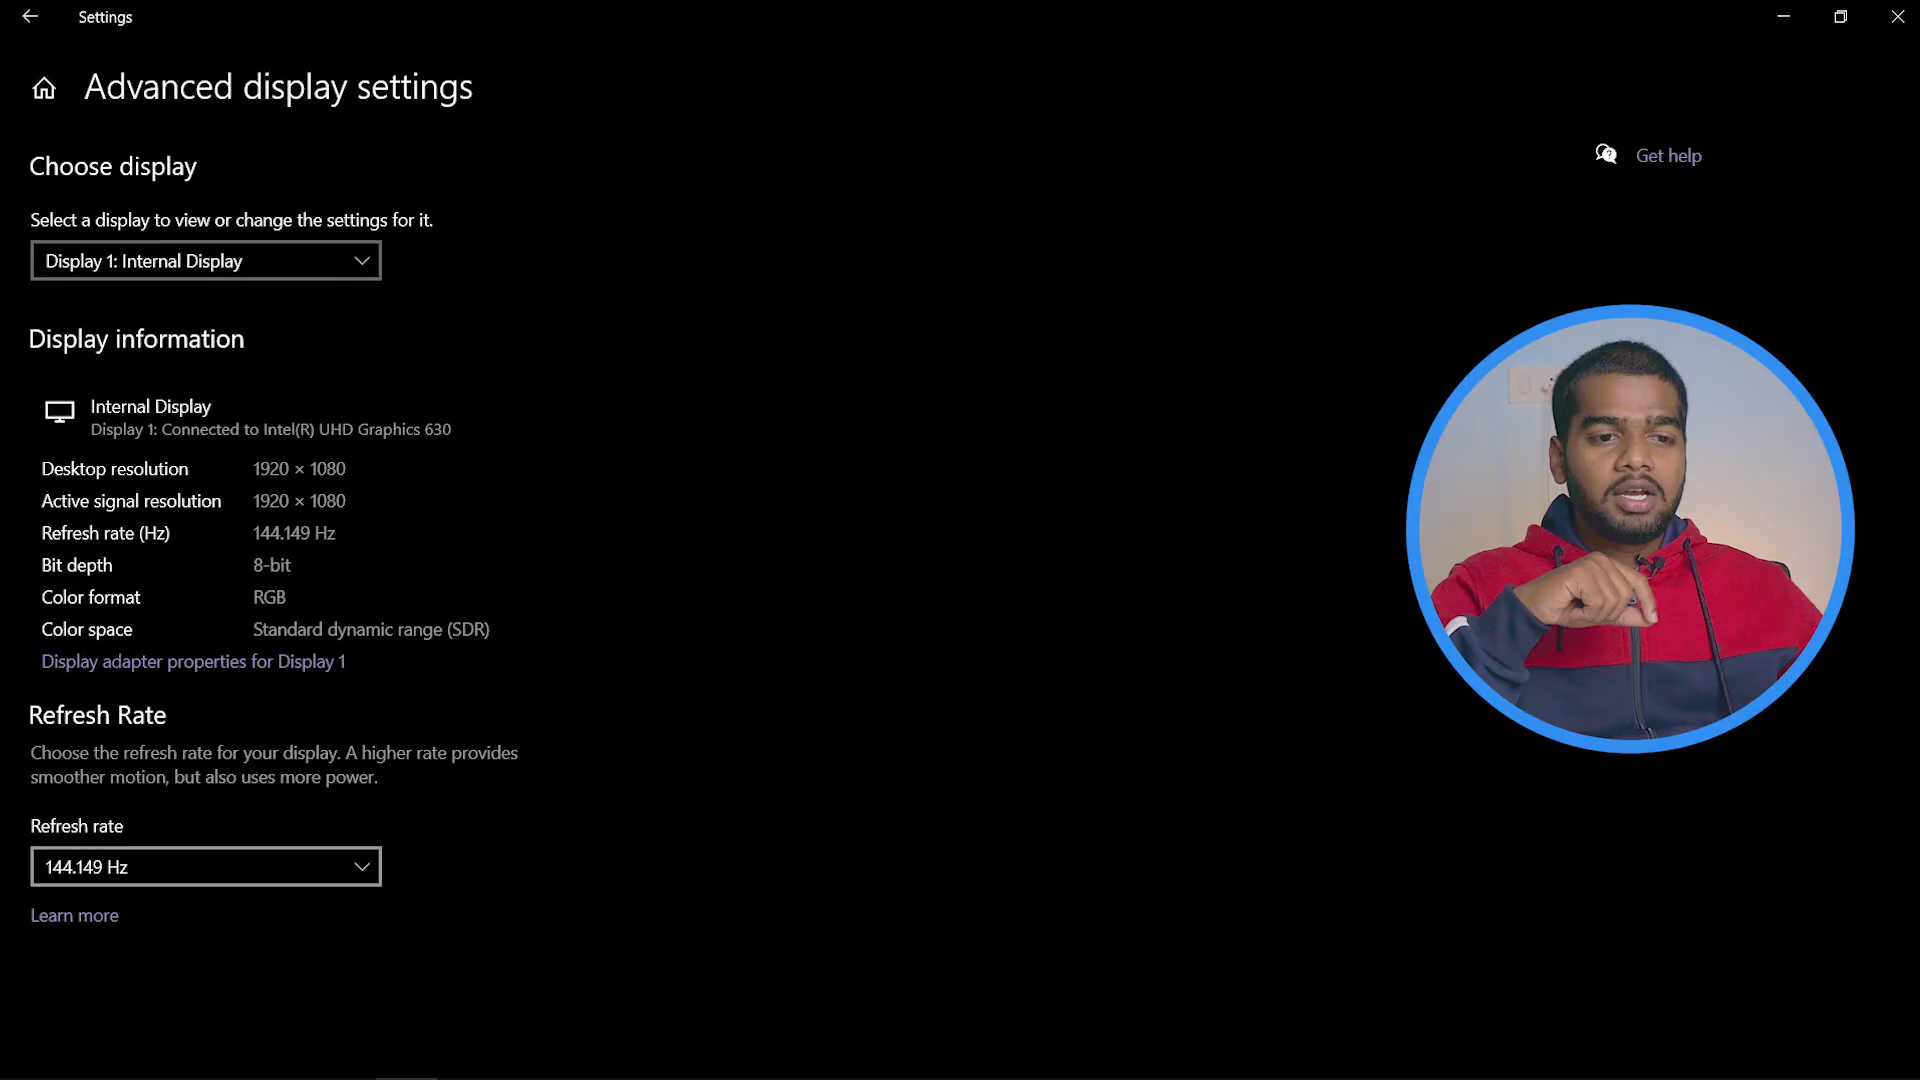 Settings
Advanced display settings
Choose display
Get help
Select a display to view or change the settings for it.
Display 1: Internal Display
Display information
Internal Display
Display 1: Connected to Intel(R) UHD Graphics 630
Desktop resolution 1920 × 1080
Active signal resolution 1920 × 1080
Refresh rate (Hz) 144.149 Hz
Bit depth 8-bit
Color format RGB
Color space Standard dynamic range (SDR)
Display adapter properties for Display 1
Refresh Rate
Choose the refresh rate for your display. A higher rate provides
smoother motion, but also uses more power.
Refresh rate
144.149 Hz
Learn more